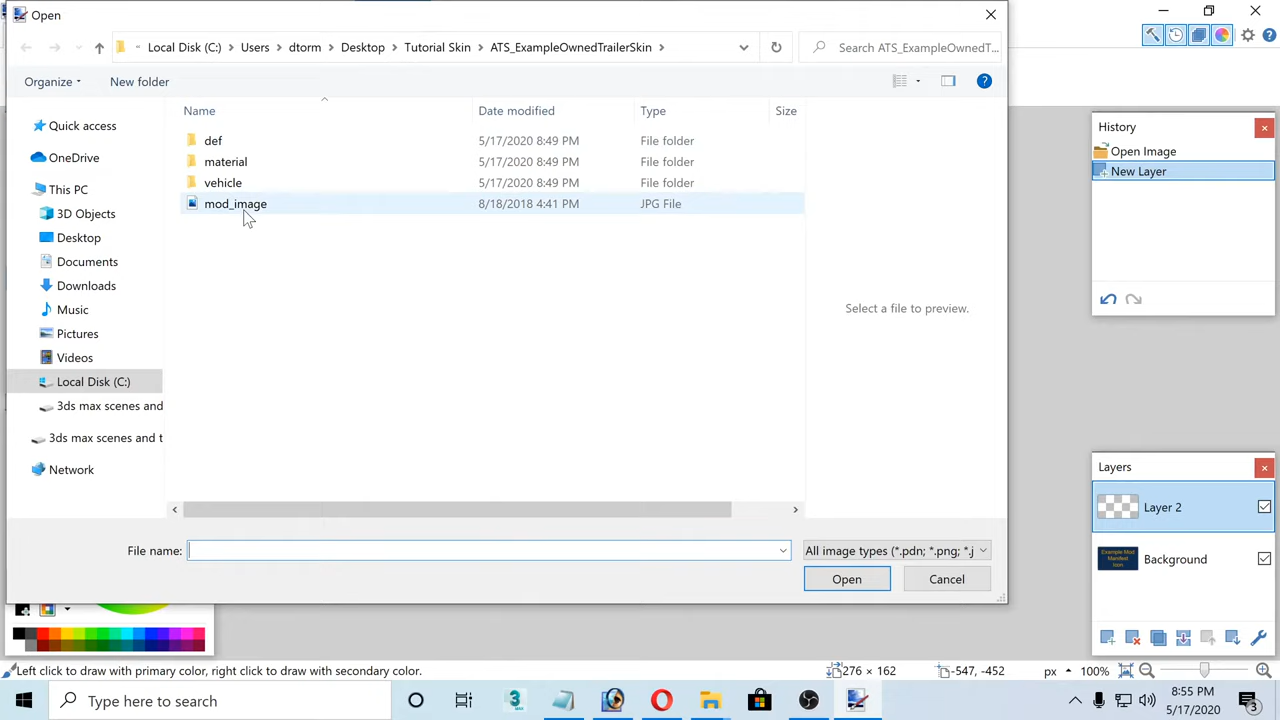 Open
Local Disk (C:) › Users › dtorm › Desktop › Tutorial Skin › ATS_ExampleOwnedTrailerSkin ›
Search ATS_ExampleOwnedT...
Organize
New folder
Name
Date modified
Type
Size
Quick access
OneDrive
This PC
3D Objects
Desktop
Documents
Downloads
Music
Pictures
Videos
Local Disk (C:)
3ds max scenes and
3ds max scenes and t
Network
def 5/17/2020 8:49 PM File folder
material 5/17/2020 8:49 PM File folder
vehicle 5/17/2020 8:49 PM File folder
mod_image 8/18/2018 4:41 PM JPG File
Select a file to preview.
File name:
All image types (*.pdn; *.png; *.j
Open
Cancel
History
Open Image
New Layer
Layers
Layer 2
Example Mod
Manifest
Icon
Background
Left click to draw with primary color, right click to draw with secondary color.
276 × 162
-547, -452
px
100%
Type here to search
8:55 PM
5/17/2020
3